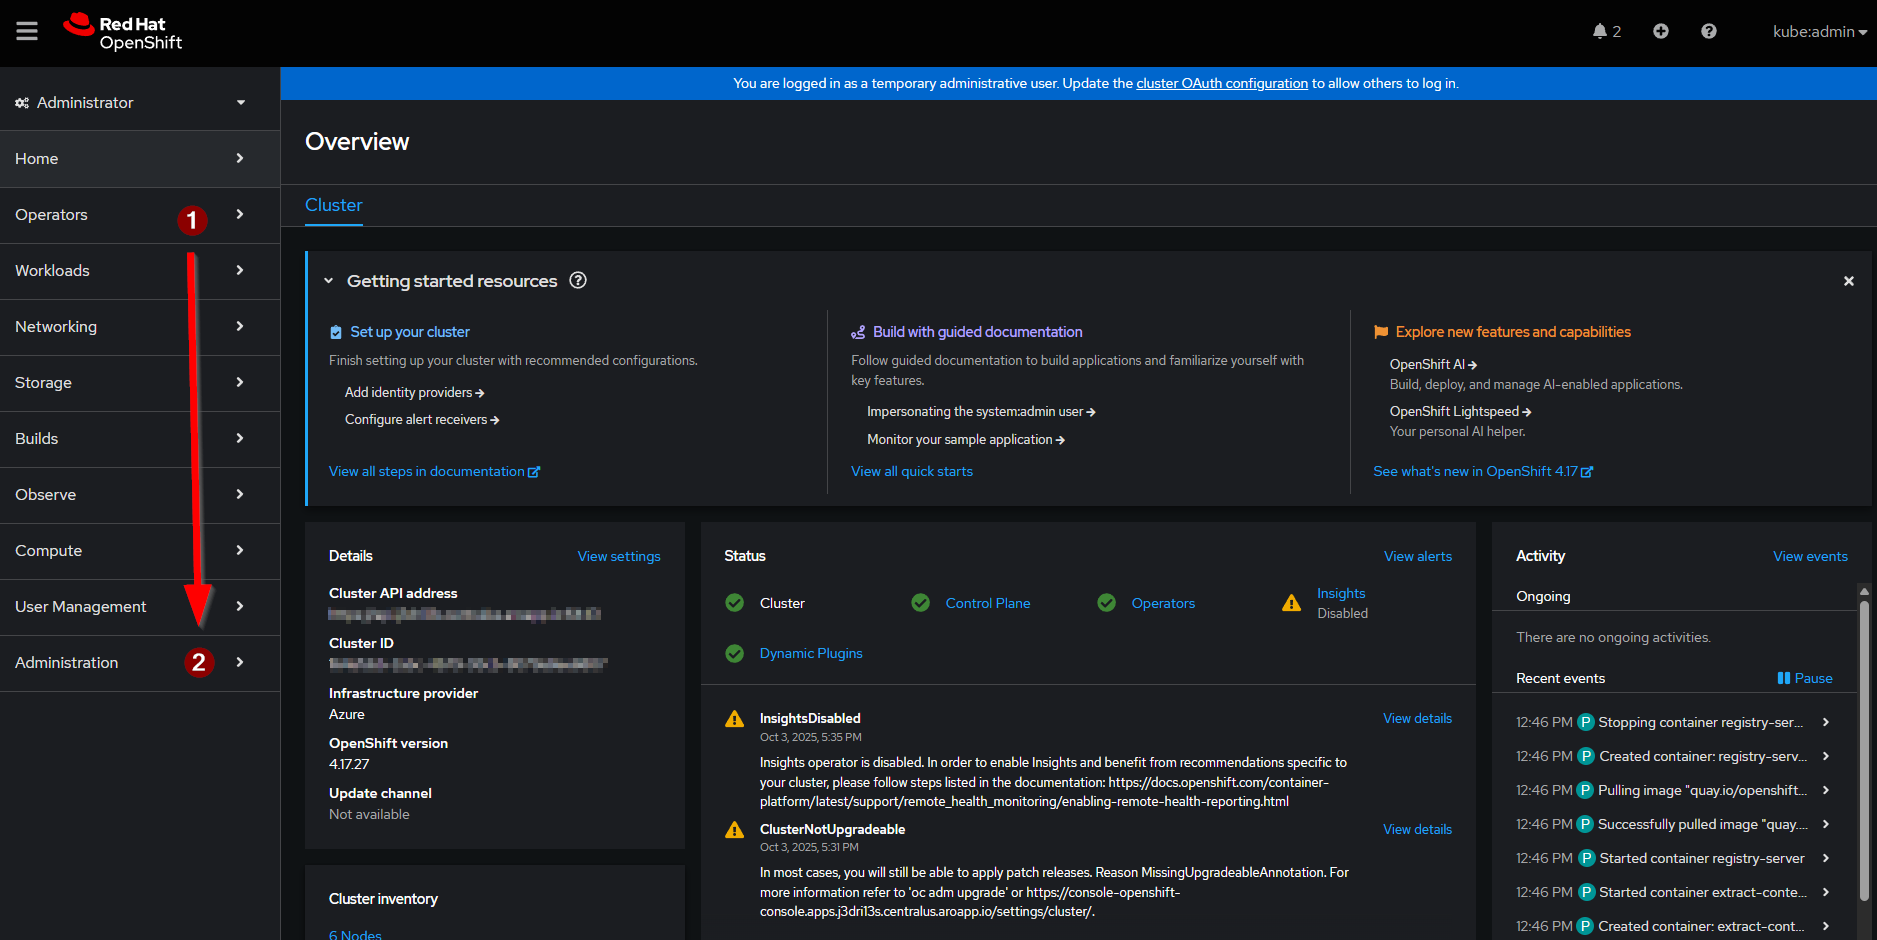 Red Hat
OpenShift
2
kube:admin
Administrator
Home
Operators
1
Workloads
Networking
Storage
Builds
Observe
Compute
User Management
Administration
2
You are logged in as a temporary administrative user. Update the cluster OAuth configuration to allow others to log in.
Overview
Cluster
Getting started resources
Set up your cluster
Finish setting up your cluster with recommended configurations.
Add identity providers
Configure alert receivers
View all steps in documentation
Build with guided documentation
Follow guided documentation to build applications and familiarize yourself with
key features.
Impersonating the system:admin user
Monitor your sample application
View all quick starts
Explore new features and capabilities
OpenShift AI
Build, deploy, and manage AI-enabled applications.
OpenShift Lightspeed
Your personal AI helper.
See what's new in OpenShift 4.17
Details
View settings
Cluster API address
Cluster ID
Infrastructure provider
Azure
OpenShift version
4.17.27
Update channel
Not available
Cluster inventory
6 Nodes
Status
View alerts
Cluster
Control Plane
Operators
Insights
Disabled
Dynamic Plugins
InsightsDisabled
View details
Oct 3, 2025, 5:35 PM
Insights operator is disabled. In order to enable Insights and benefit from recommendations specific to
your cluster, please follow steps listed in the documentation: https://docs.openshift.com/container-
platform/latest/support/remote_health_monitoring/enabling-remote-health-reporting.html
ClusterNotUpgradeable
View details
Oct 3, 2025, 5:31 PM
In most cases, you will still be able to apply patch releases. Reason MissingUpgradeableAnnotation. For
more information refer to 'oc adm upgrade' or https://console-openshift-
console.apps.j3dri13s.centralus.aroapp.io/settings/cluster/.
Activity
View events
Ongoing
There are no ongoing activities.
Recent events
Pause
12:46 PM P Stopping container registry-ser...
12:46 PM P Created container: registry-serv...
12:46 PM P Pulling image "quay.io/openshift...
12:46 PM P Successfully pulled image "quay....
12:46 PM P Started container registry-server
12:46 PM P Started container extract-conte...
12:46 PM P Created container: extract-cont...